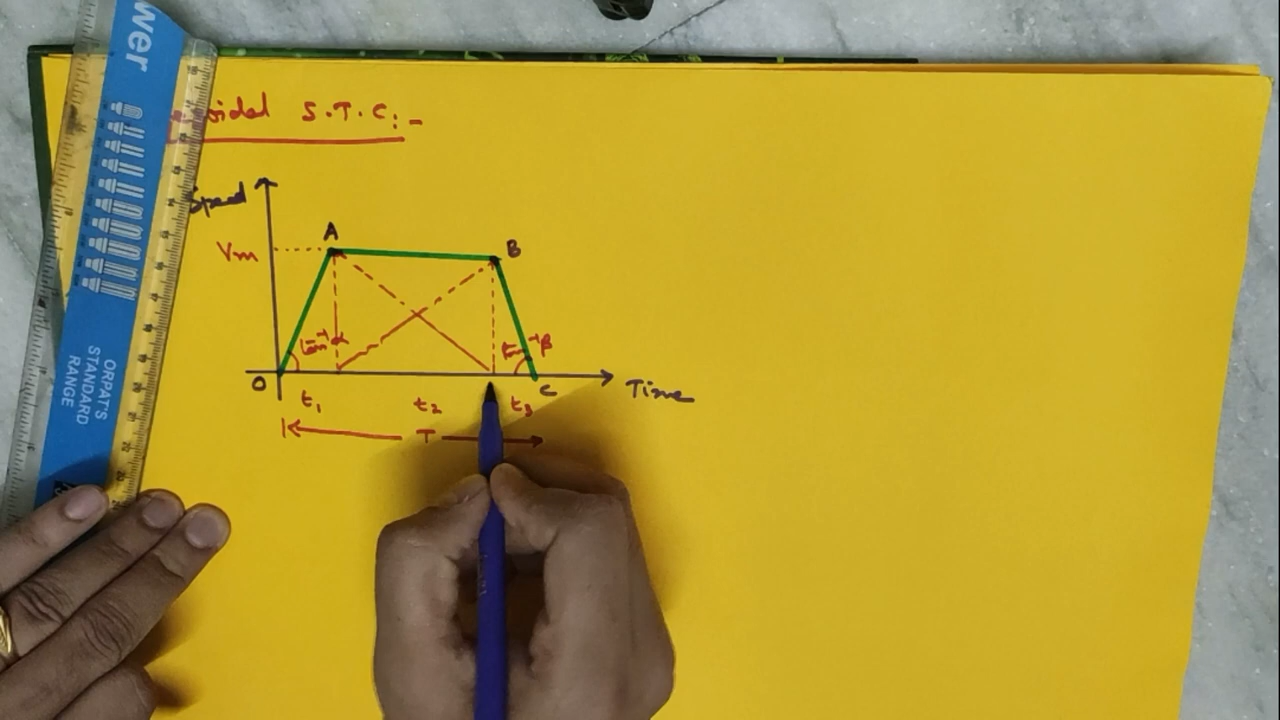 wer
ORPAT'S
STANDARD
RANGE
S.T.C:-
Speed
Vm
A
B
tan⁻¹α
tan⁻¹β
O
C
Time
t₁ t₂ t₃
T